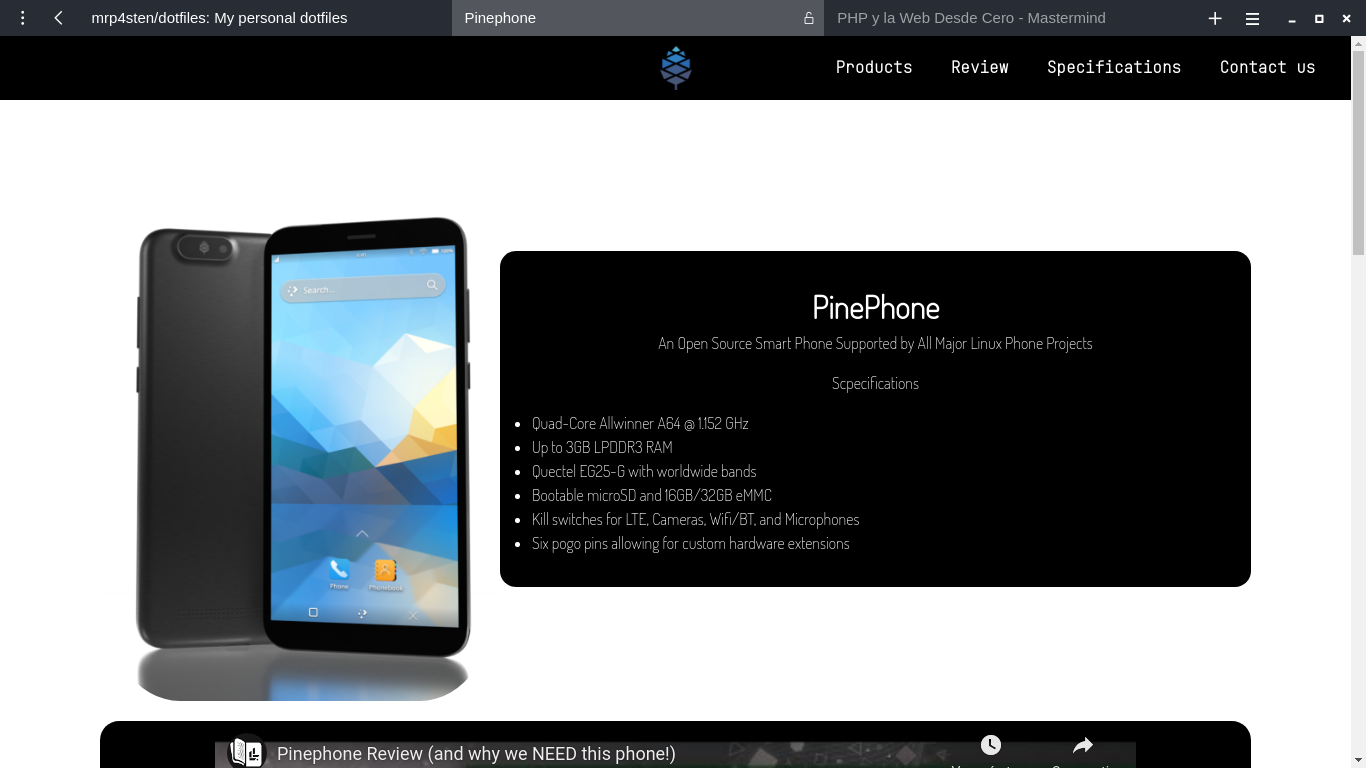 mrp4sten/dotfiles: My personal dotfiles
Pinephone
PHP y la Web Desde Cero - Mastermind
Products
Review
Specifications
Contact us
Search...
Phone
Phonebook
PinePhone
An Open Source Smart Phone Supported by All Major Linux Phone Projects
Scpecifications
Quad-Core Allwinner A64 @ 1.152 GHz
Up to 3GB LPDDR3 RAM
Quectel EG25-G with worldwide bands
Bootable microSD and 16GB/32GB eMMC
Kill switches for LTE, Cameras, Wifi/BT, and Microphones
Six pogo pins allowing for custom hardware extensions
Pinephone Review (and why we NEED this phone!)